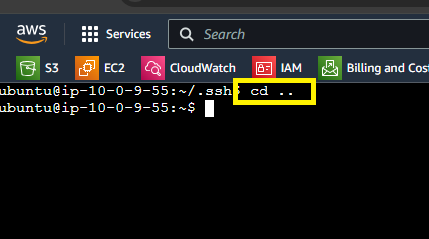 aws
Services
Search
S3
EC2
CloudWatch
IAM
Billing and Cos
ubuntu@ip-10-0-9-55:~/.ssh$ cd ..
ubuntu@ip-10-0-9-55:~$